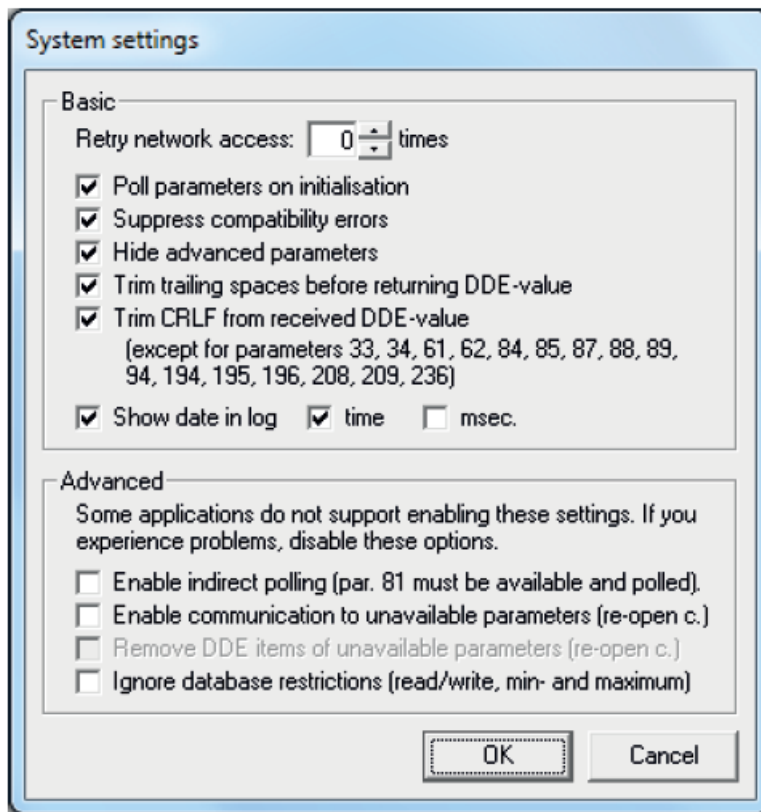 System settings
Basic
Retry network access: 0 times
Poll parameters on initialisation
Suppress compatibility errors
Hide advanced parameters
Trim trailing spaces before returning DDE-value
Trim CRLF from received DDE-value
(except for parameters 33, 34, 61, 62, 84, 85, 87, 88, 89,
94, 194, 195, 196, 208, 209, 236)
Show date in log time msec.
Advanced
Some applications do not support enabling these settings. If you
experience problems, disable these options.
Enable indirect polling (par. 81 must be available and polled).
Enable communication to unavailable parameters (re-open c.)
Remove DDE items of unavailable parameters (re-open c.)
Ignore database restrictions (read/write, min- and maximum)
OK Cancel